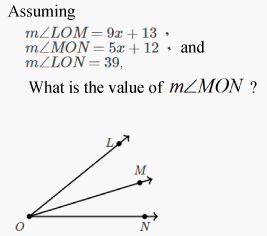 Assuming
m∠LOM = 9x + 13 ,
m∠MON = 5x + 12 , and
m∠LON = 39,
What is the value of m∠MON ?
L
M
O
N